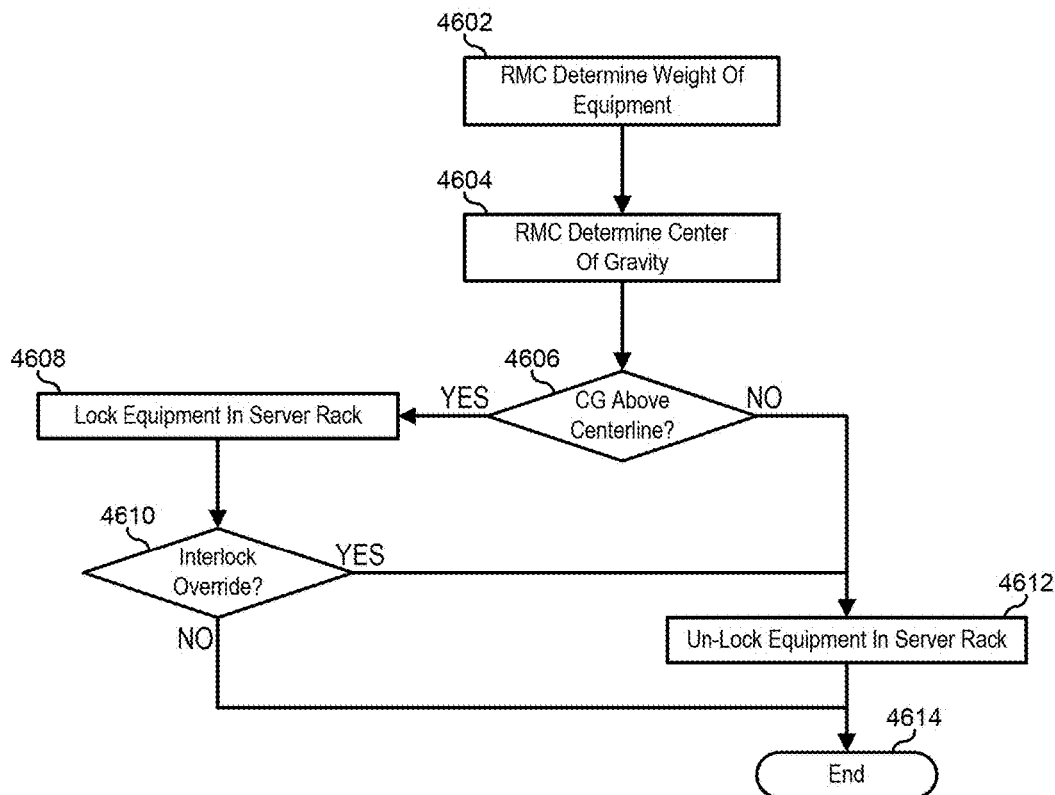 4602
RMC Determine Weight Of
Equipment
4604
RMC Determine Center
Of Gravity
4606
CG Above
Centerline?
YES
NO
4608
Lock Equipment In Server Rack
4610
Interlock
Override?
YES
NO
4612
Un-Lock Equipment In Server Rack
4614
End